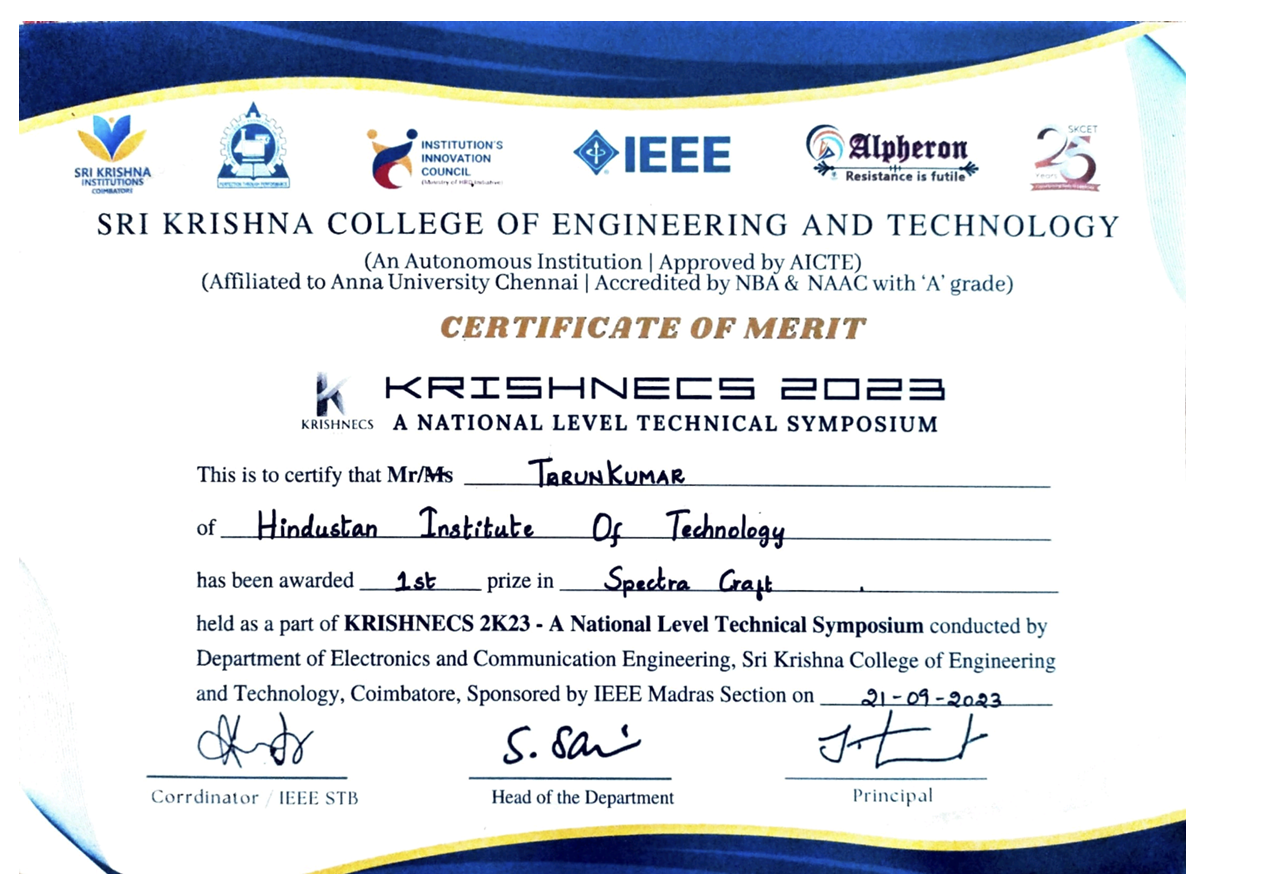 SRI KRISHNA
INSTITUTIONS
COIMBATORE
INSTITUTION'S
INNOVATION
COUNCIL
(Ministry of HRD Initiative)
IEEE
Alpheron
Resistance is futile
SKCET
25
Years
SRI KRISHNA COLLEGE OF ENGINEERING AND TECHNOLOGY
(An Autonomous Institution | Approved by AICTE)
(Affiliated to Anna University Chennai | Accredited by NBA & NAAC with ‘A’ grade)
CERTIFICATE OF MERIT
KRISHNECS 2023
KRISHNECS
A NATIONAL LEVEL TECHNICAL SYMPOSIUM
This is to certify that Mr/Ms TARUNKUMAR
of Hindustan Institute Of Technology
has been awarded 1st prize in Spectra Craft .
held as a part of KRISHNECS 2K23 - A National Level Technical Symposium conducted by
Department of Electronics and Communication Engineering, Sri Krishna College of Engineering
and Technology, Coimbatore, Sponsored by IEEE Madras Section on 21-09-2023
Corrdinator / IEEE STB
Head of the Department
Principal